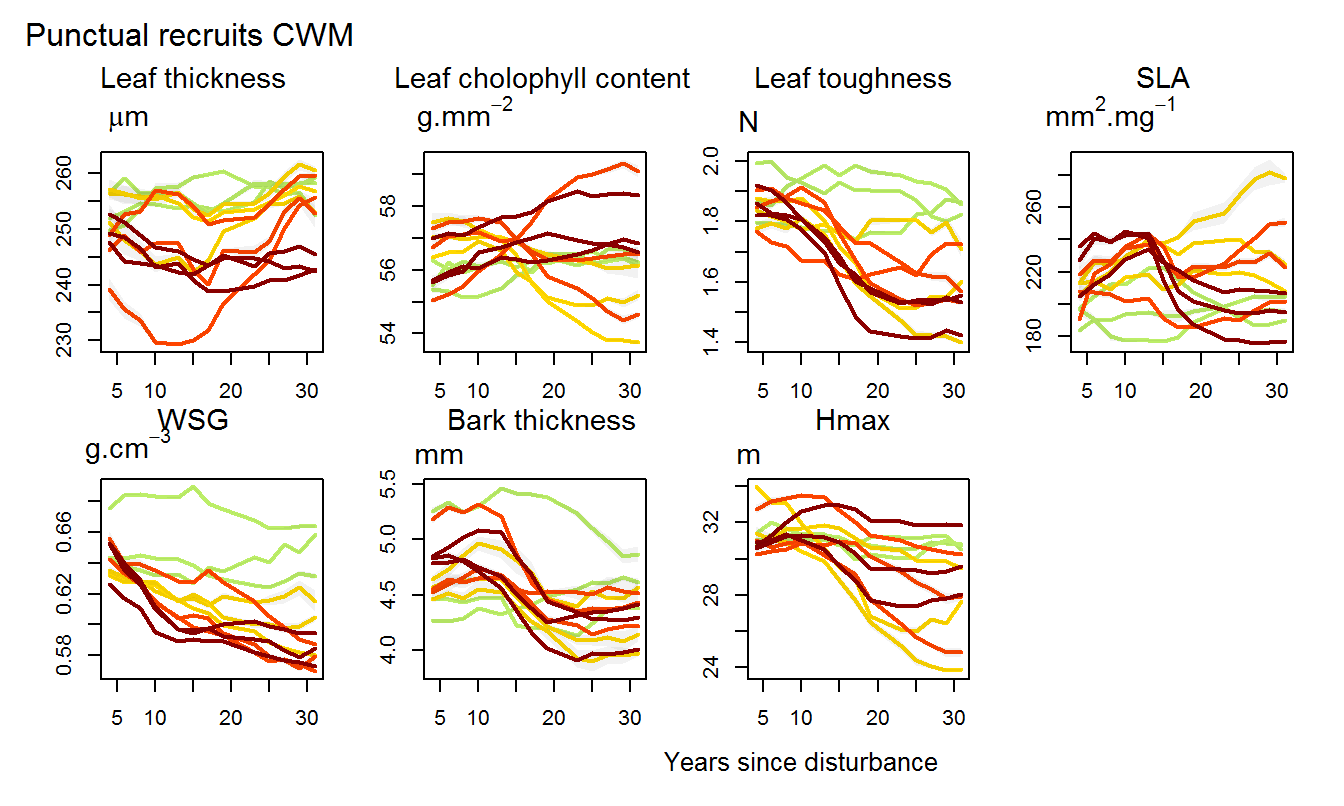 Punctual recruits CWM
Leaf thickness
μm
230 240 250 260
5 10 20 30
Leaf cholophyll content
g.mm⁻²
54 56 58
5 10 20 30
Leaf toughness
N
1.4 1.6 1.8 2.0
5 10 20 30
SLA
mm².mg⁻¹
180 220 260
5 10 20 30
WSG
g.cm⁻³
0.58 0.62 0.66
5 10 20 30
Bark thickness
mm
4.0 4.5 5.0 5.5
5 10 20 30
Hmax
m
24 28 32
5 10 20 30
Years since disturbance